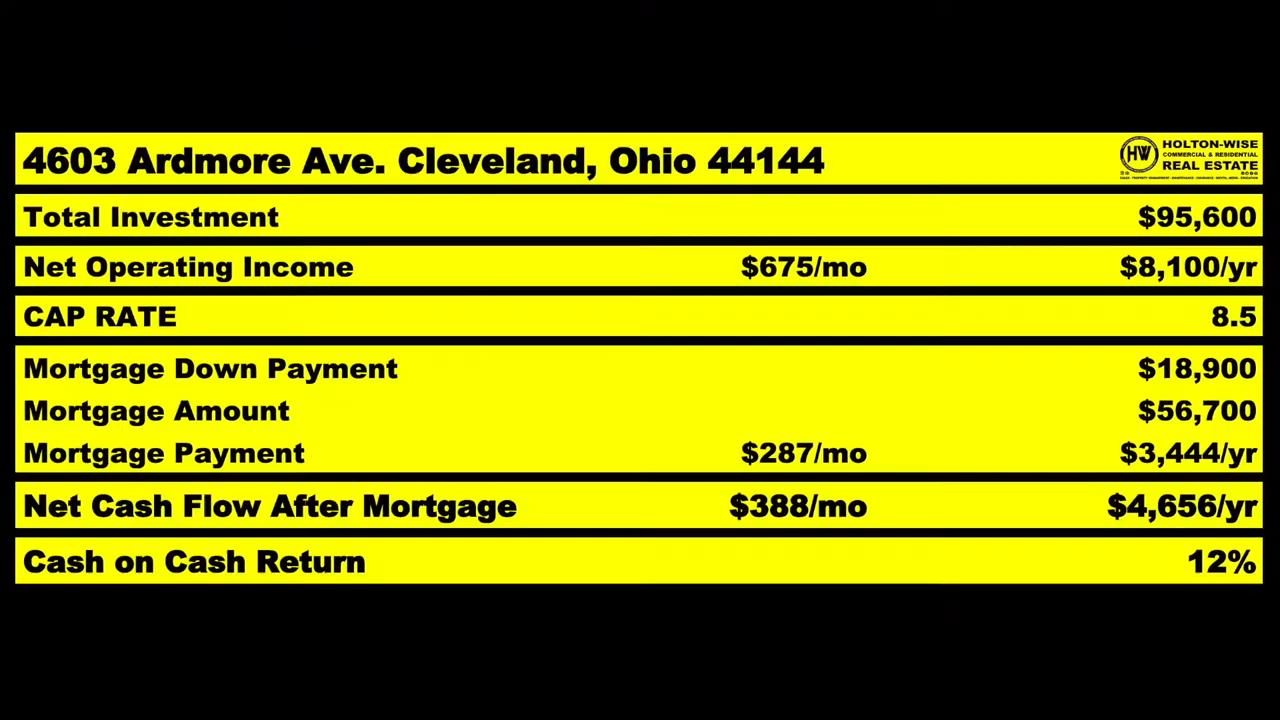 4603 Ardmore Ave. Cleveland, Ohio 44144
HW
HOLTON-WISE
COMMERCIAL & RESIDENTIAL
REAL ESTATE
Total Investment $95,600
Net Operating Income $675/mo $8,100/yr
CAP RATE 8.5
Mortgage Down Payment $18,900
Mortgage Amount $56,700
Mortgage Payment $287/mo $3,444/yr
Net Cash Flow After Mortgage $388/mo $4,656/yr
Cash on Cash Return 12%